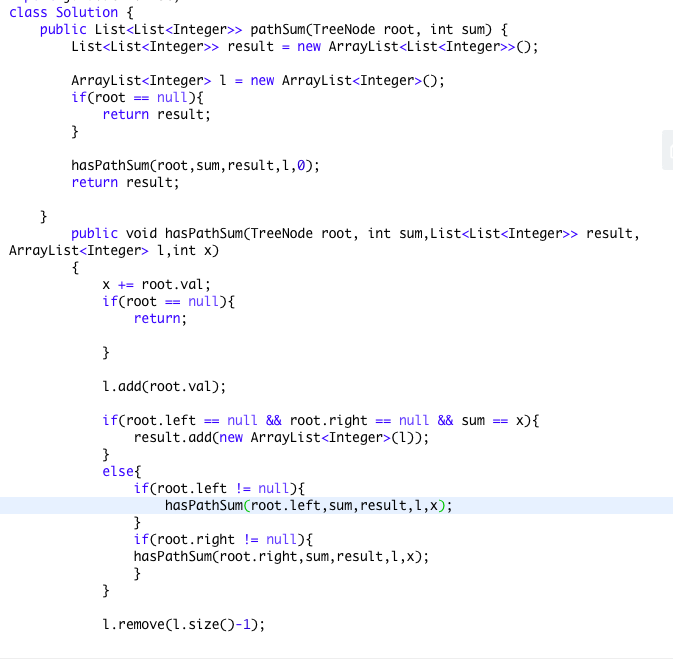 class Solution {
    public List<List<Integer>> pathSum(TreeNode root, int sum) {
        List<List<Integer>> result = new ArrayList<List<Integer>>();
        ArrayList<Integer> l = new ArrayList<Integer>();
        if(root == null){
            return result;
        }
        hasPathSum(root,sum,result,l,0);
        return result;
    }
        public void hasPathSum(TreeNode root, int sum,List<List<Integer>> result,
ArrayList<Integer> l,int x)
        {
            x += root.val;
            if(root == null){
                return;
            }
            l.add(root.val);
            if(root.left == null && root.right == null && sum == x){
                result.add(new ArrayList<Integer>(l));
            }
            else{
                if(root.left != null){
                    hasPathSum(root.left,sum,result,l,x);
                }
                if(root.right != null){
                hasPathSum(root.right,sum,result,l,x);
                }
            }
            l.remove(l.size()-1);